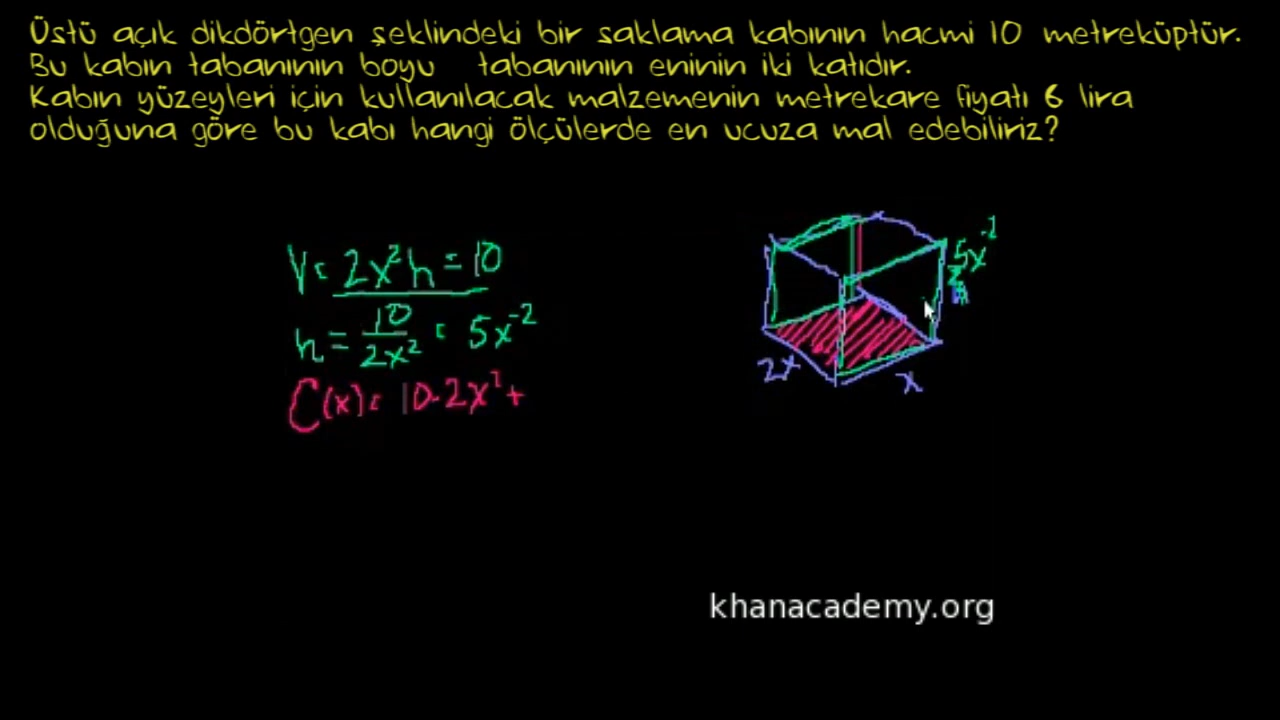 Üstü açık dikdörtgen şeklindeki bir saklama kabının hacmi 10 metreküptür.
Bu kabın tabanının boyu tabanının eninin iki katıdır.
Kabın yüzeyleri için kullanılacak malzemenin metrekare fiyatı 6 lira
olduğuna göre bu kabı hangi ölçülerde en ucuza mal edebiliriz?
V = 2x²h = 10
h = 10/2x² = 5x⁻²
C(x) = 10·2x² +
5x⁻²
2x
x
khanacademy.org